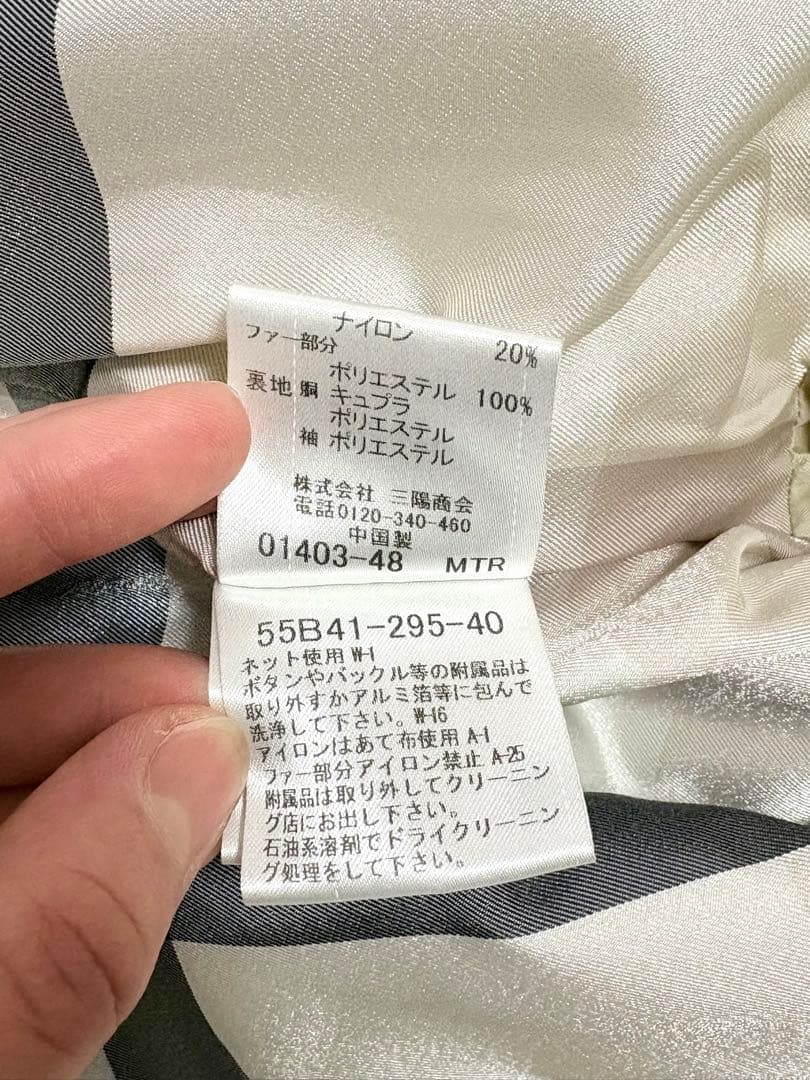 ナイロン 20%
ファー部分
ポリエステル 100%
裏地 胴 キュプラ
ポリエステル
袖 ポリエステル
株式会社 三陽商会
電話0120-340-460
中国製
01403-48 MTR
55B41-295-40
ネット使用 W-1
ボタンやバックル等の附属品は
取り外すかアルミ箔等に包んで
洗浄して下さい。W-16
アイロンはあて布使用 A-1
ファー部分アイロン禁止 A-25
附属品は取り外してクリーニン
グ店にお出し下さい。
石油系溶剤でドライクリーニン
グ処理をして下さい。